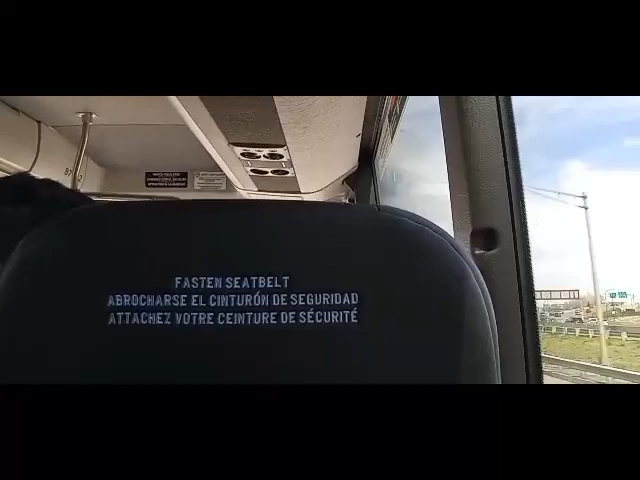 FASTEN SEATBELT
ABROCHARSE EL CINTURÓN DE SEGURIDAD
ATTACHEZ VOTRE CEINTURE DE SÉCURITÉ